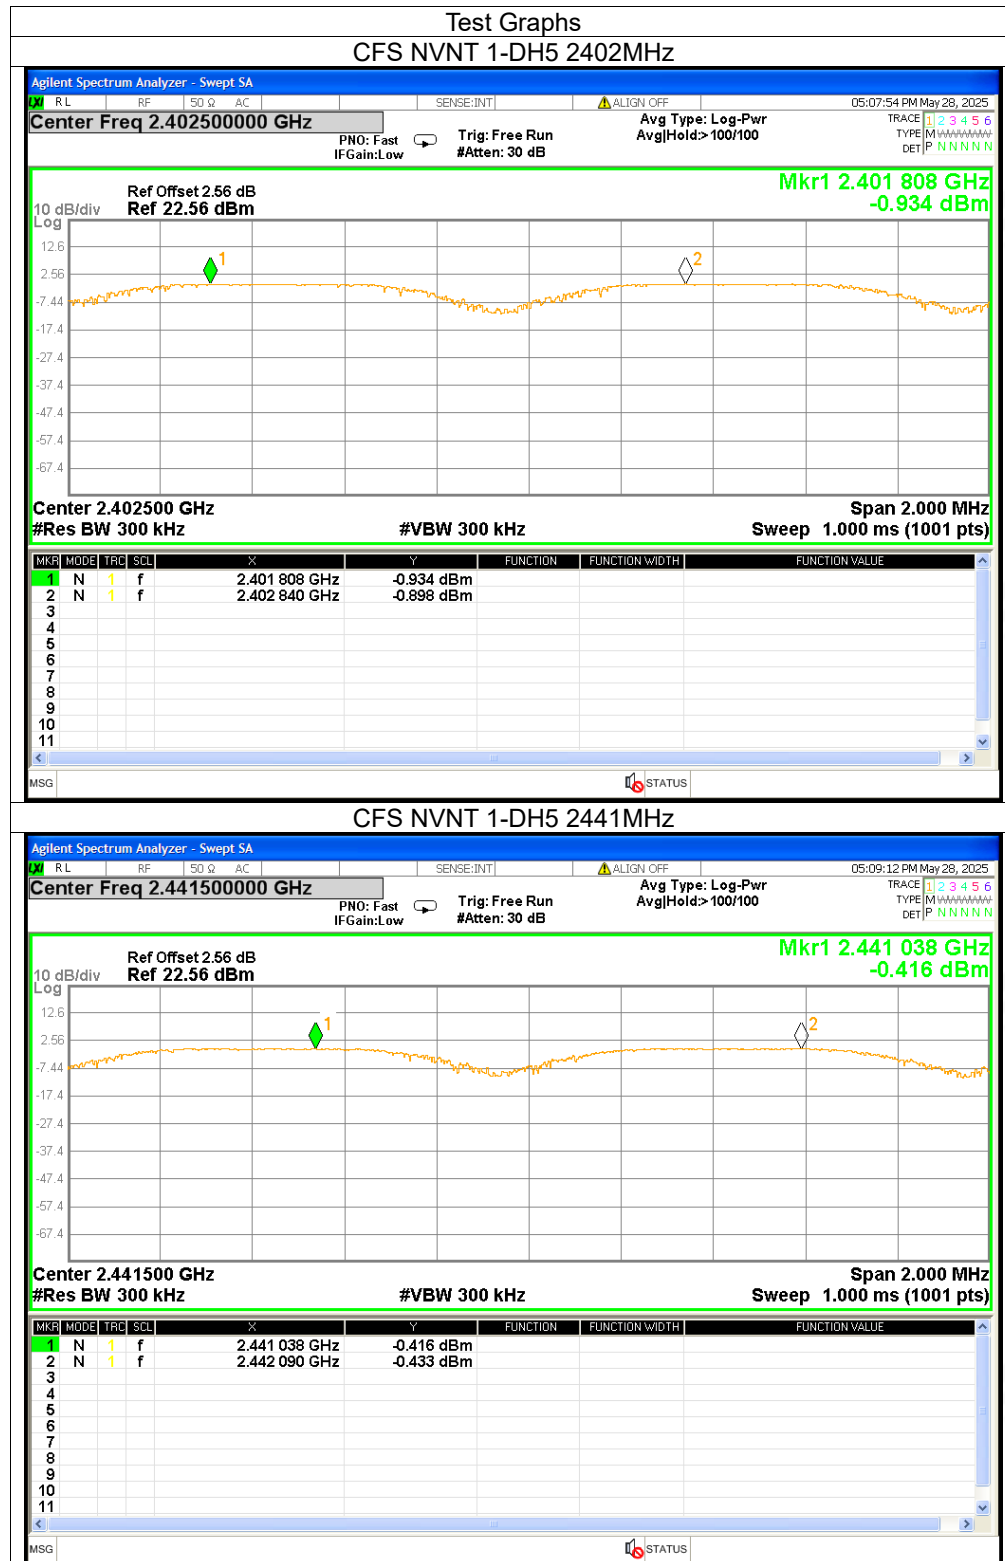 Test Graphs
CFS NVNT 1-DH5 2402MHz
Agilent Spectrum Analyzer - Swept SA
LXI RL RF 50 Ω AC SENSE:INT ALIGN OFF 05:07:54 PM May 28, 2025
Center Freq 2.402500000 GHz Avg Type: Log-Pwr TRACE 1 2 3 4 5 6
PNO: Fast Trig: Free Run Avg|Hold:>100/100 TYPE M WWWWW
IFGain:Low #Atten: 30 dB DET P N N N N N
Mkr1 2.401 808 GHz
Ref Offset 2.56 dB
10 dB/div Ref 22.56 dBm -0.934 dBm
Log
12.6
1 2
2.56
-7.44
-17.4
-27.4
-37.4
-47.4
-57.4
-67.4
Center 2.402500 GHz Span 2.000 MHz
#Res BW 300 kHz #VBW 300 kHz Sweep 1.000 ms (1001 pts)
MKR MODE TRC SCL X Y FUNCTION FUNCTION WIDTH FUNCTION VALUE
1 N 1 f 2.401 808 GHz -0.934 dBm
2 N 1 f 2.402 840 GHz -0.898 dBm
3
4
5
6
7
8
9
10
11
MSG STATUS
CFS NVNT 1-DH5 2441MHz
Agilent Spectrum Analyzer - Swept SA
LXI RL RF 50 Ω AC SENSE:INT ALIGN OFF 05:09:12 PM May 28, 2025
Center Freq 2.441500000 GHz Avg Type: Log-Pwr TRACE 1 2 3 4 5 6
PNO: Fast Trig: Free Run Avg|Hold:>100/100 TYPE M WWWWW
IFGain:Low #Atten: 30 dB DET P N N N N N
Mkr1 2.441 038 GHz
Ref Offset 2.56 dB
10 dB/div Ref 22.56 dBm -0.416 dBm
Log
12.6
1 2
2.56
-7.44
-17.4
-27.4
-37.4
-47.4
-57.4
-67.4
Center 2.441500 GHz Span 2.000 MHz
#Res BW 300 kHz #VBW 300 kHz Sweep 1.000 ms (1001 pts)
MKR MODE TRC SCL X Y FUNCTION FUNCTION WIDTH FUNCTION VALUE
1 N 1 f 2.441 038 GHz -0.416 dBm
2 N 1 f 2.442 090 GHz -0.433 dBm
3
4
5
6
7
8
9
10
11
MSG STATUS